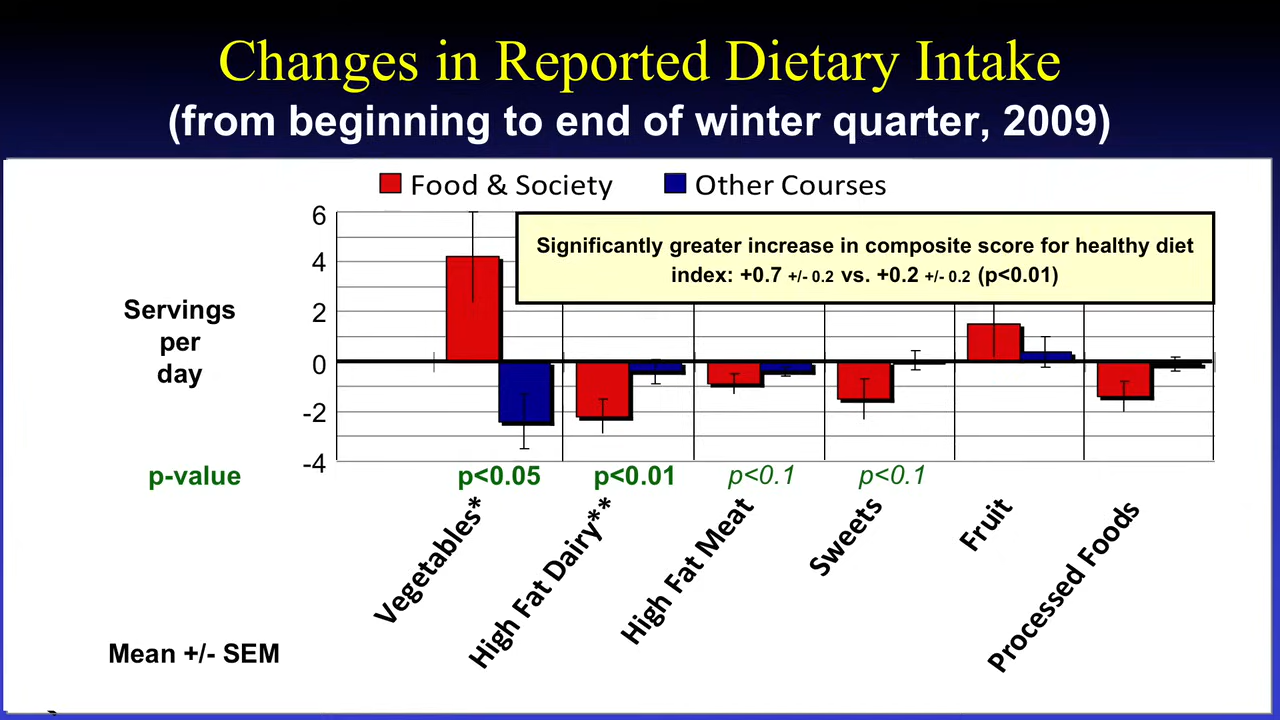 Changes in Reported Dietary Intake
(from beginning to end of winter quarter, 2009)
Food & Society
Other Courses
Significantly greater increase in composite score for healthy diet
index: +0.7 +/- 0.2 vs. +0.2 +/- 0.2 (p<0.01)
Servings
per
day
6
4
2
0
-2
-4
p-value
p<0.05
p<0.01
p<0.1
p<0.1
Vegetables*
High Fat Dairy**
High Fat Meat
Sweets
Fruit
Processed Foods
Mean +/- SEM